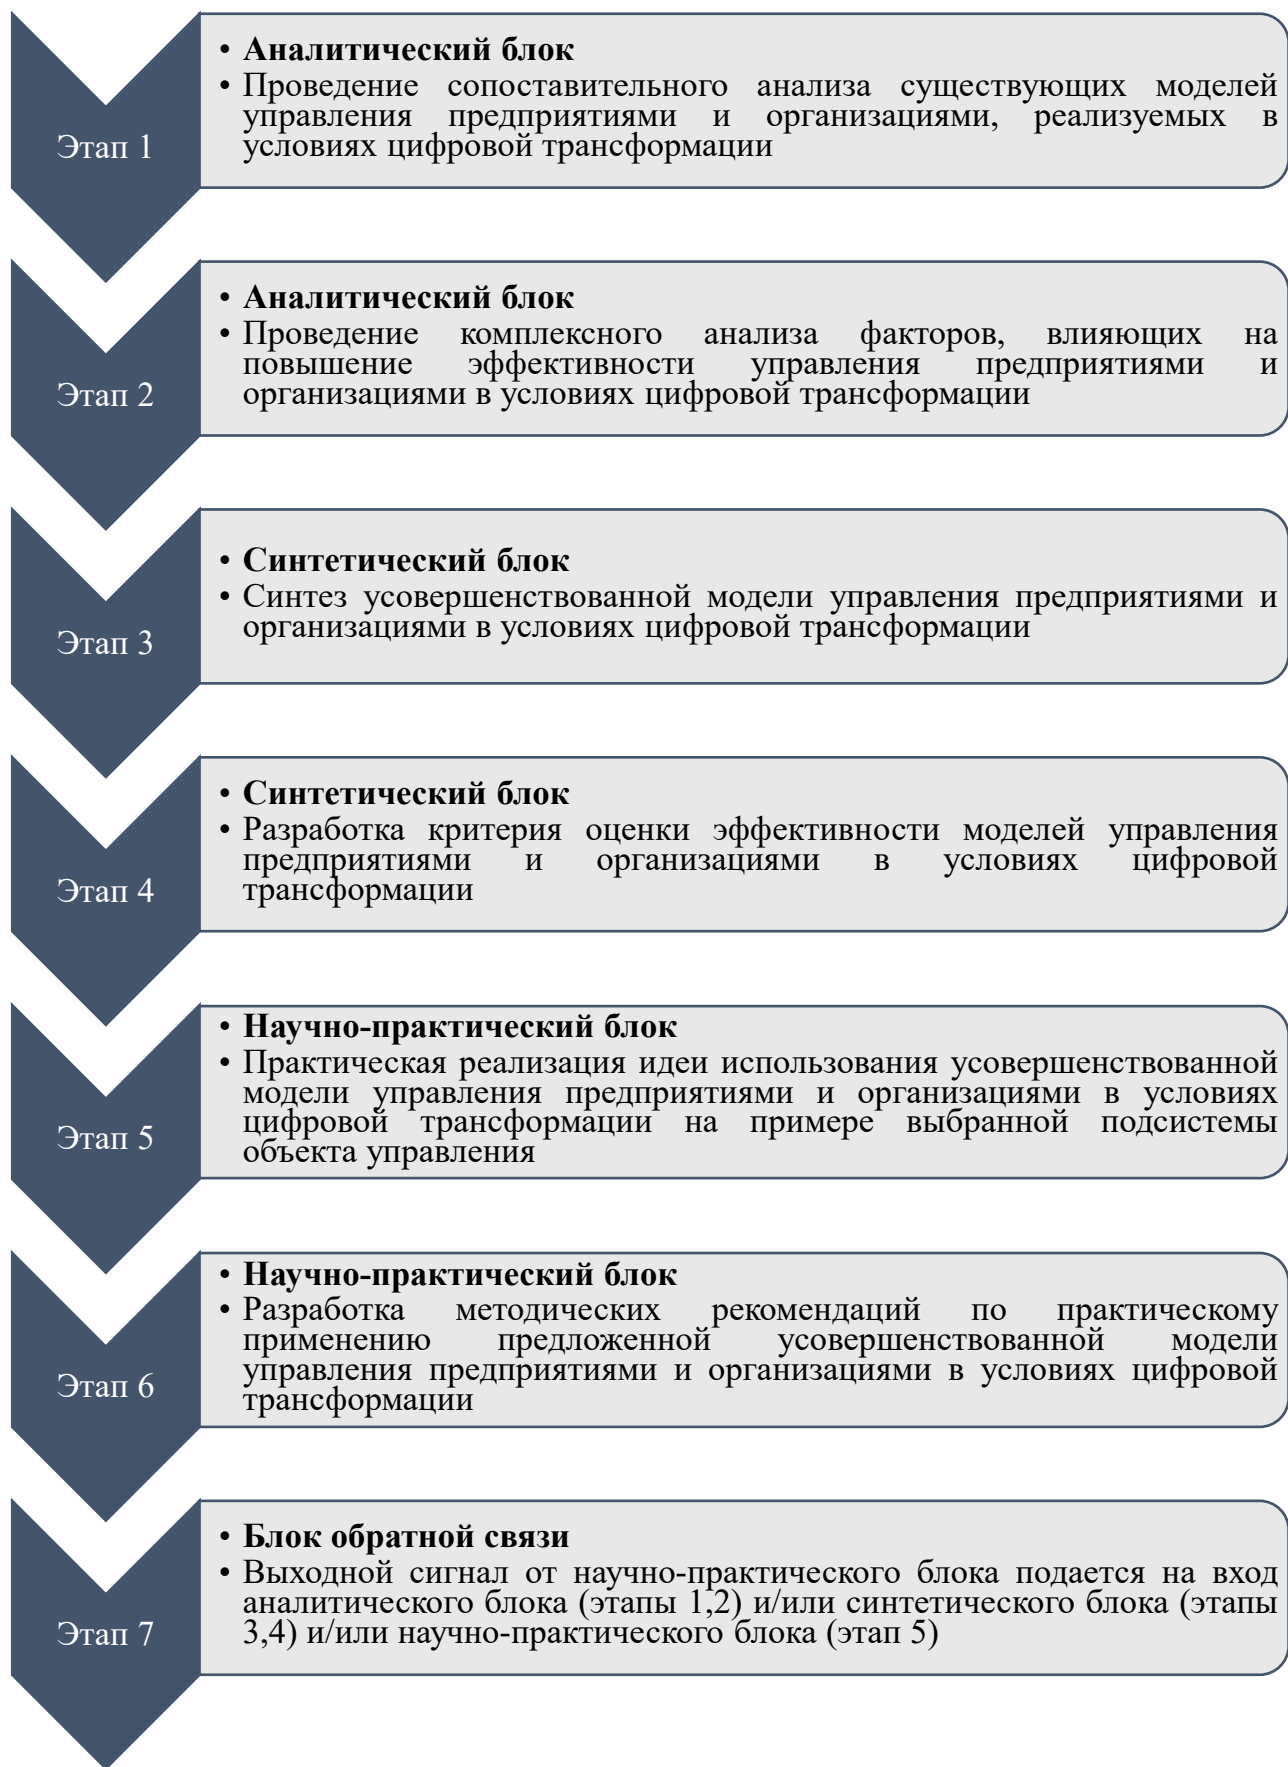 Этап 1
• Аналитический блок
• Проведение сопоставительного анализа существующих моделей
управления предприятиями и организациями, реализуемых в
условиях цифровой трансформации
Этап 2
• Аналитический блок
• Проведение комплексного анализа факторов, влияющих на
повышение эффективности управления предприятиями и
организациями в условиях цифровой трансформации
Этап 3
• Синтетический блок
• Синтез усовершенствованной модели управления предприятиями и
организациями в условиях цифровой трансформации
Этап 4
• Синтетический блок
• Разработка критерия оценки эффективности моделей управления
предприятиями и организациями в условиях цифровой
трансформации
Этап 5
• Научно-практический блок
• Практическая реализация идеи использования усовершенствованной
модели управления предприятиями и организациями в условиях
цифровой трансформации на примере выбранной подсистемы
объекта управления
Этап 6
• Научно-практический блок
• Разработка методических рекомендаций по практическому
применению предложенной усовершенствованной модели
управления предприятиями и организациями в условиях цифровой
трансформации
Этап 7
• Блок обратной связи
• Выходной сигнал от научно-практического блока подается на вход
аналитического блока (этапы 1,2) и/или синтетического блока (этапы
3,4) и/или научно-практического блока (этап 5)